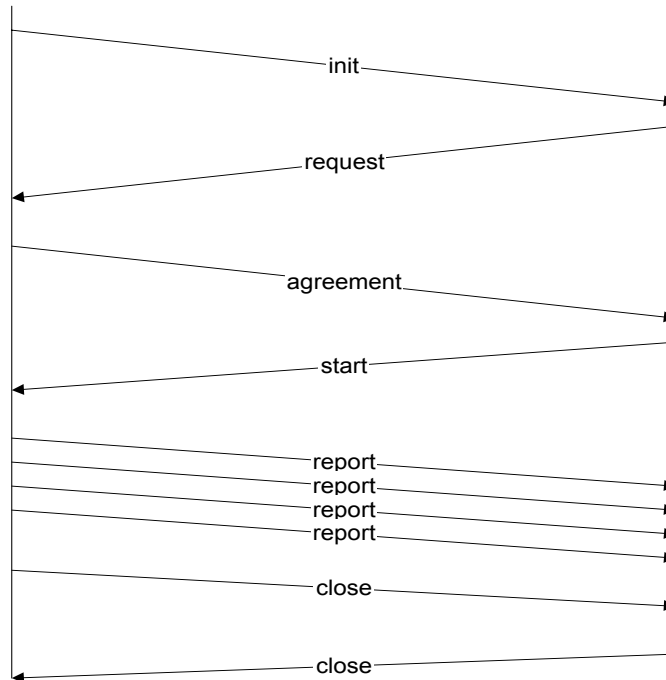 init
request
agreement
start
report
report
report
report
close
close